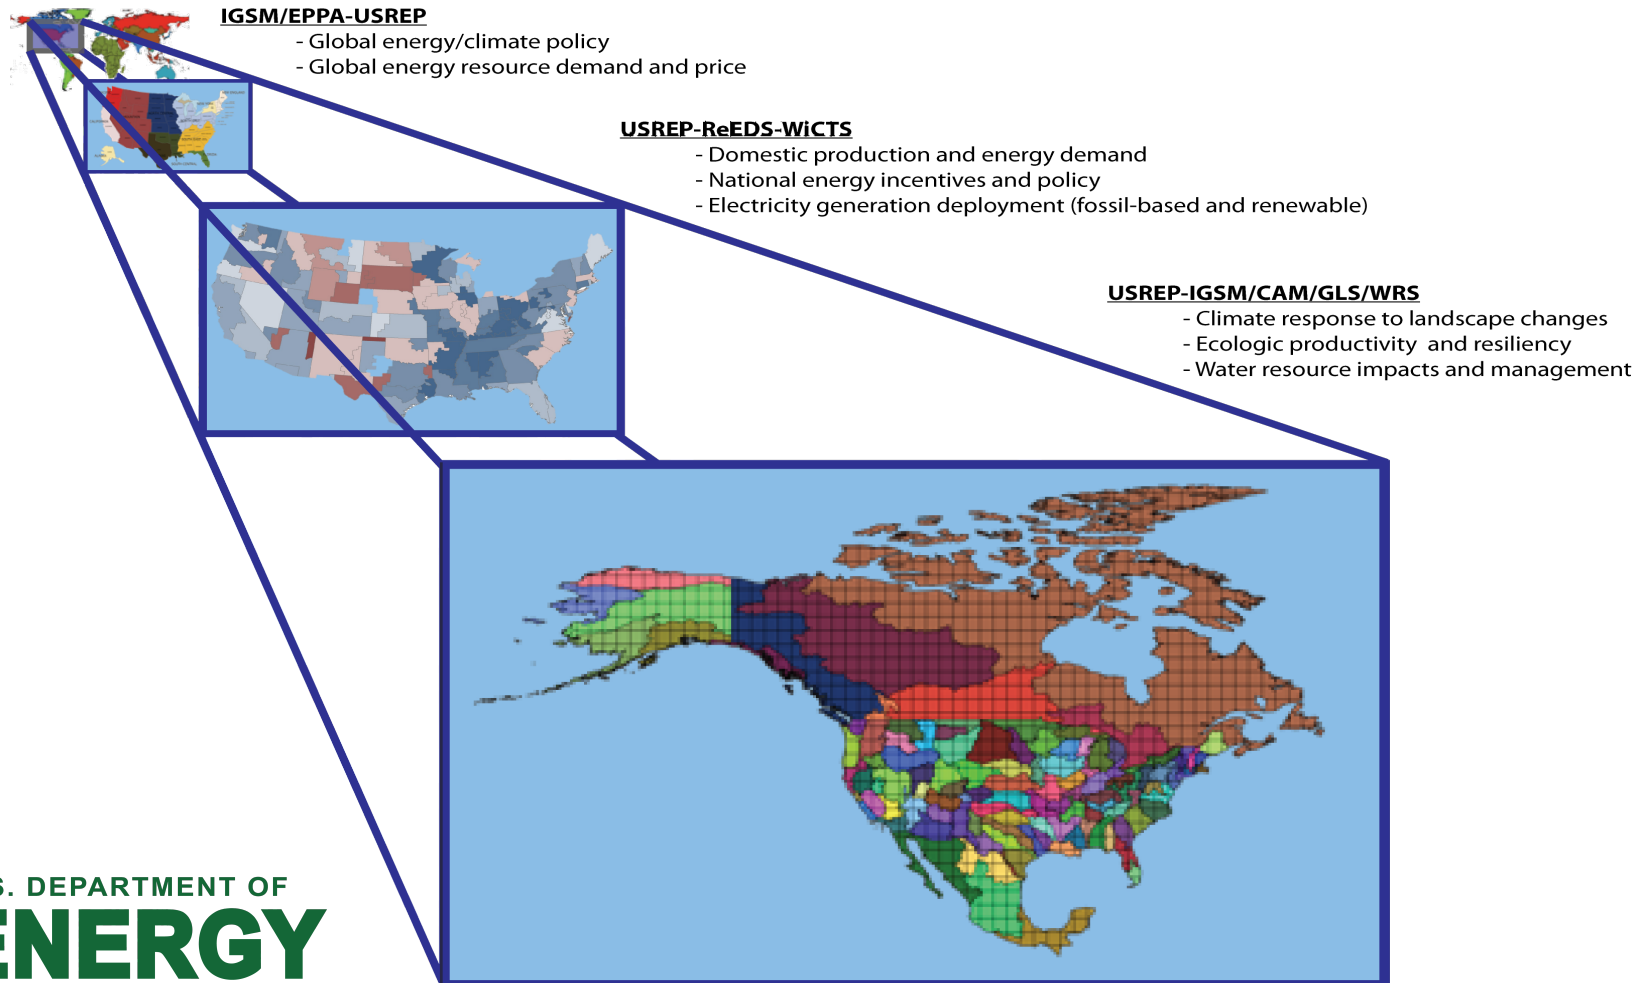 IGSM/EPPA-USREP
- Global energy/climate policy
- Global energy resource demand and price
USREP-ReEDS-WiCTS
- Domestic production and energy demand
- National energy incentives and policy
- Electricity generation deployment (fossil-based and renewable)
USREP-IGSM/CAM/GLS/WRS
- Climate response to landscape changes
- Ecologic productivity and resiliency
- Water resource impacts and management
S. DEPARTMENT OF
ENERGY